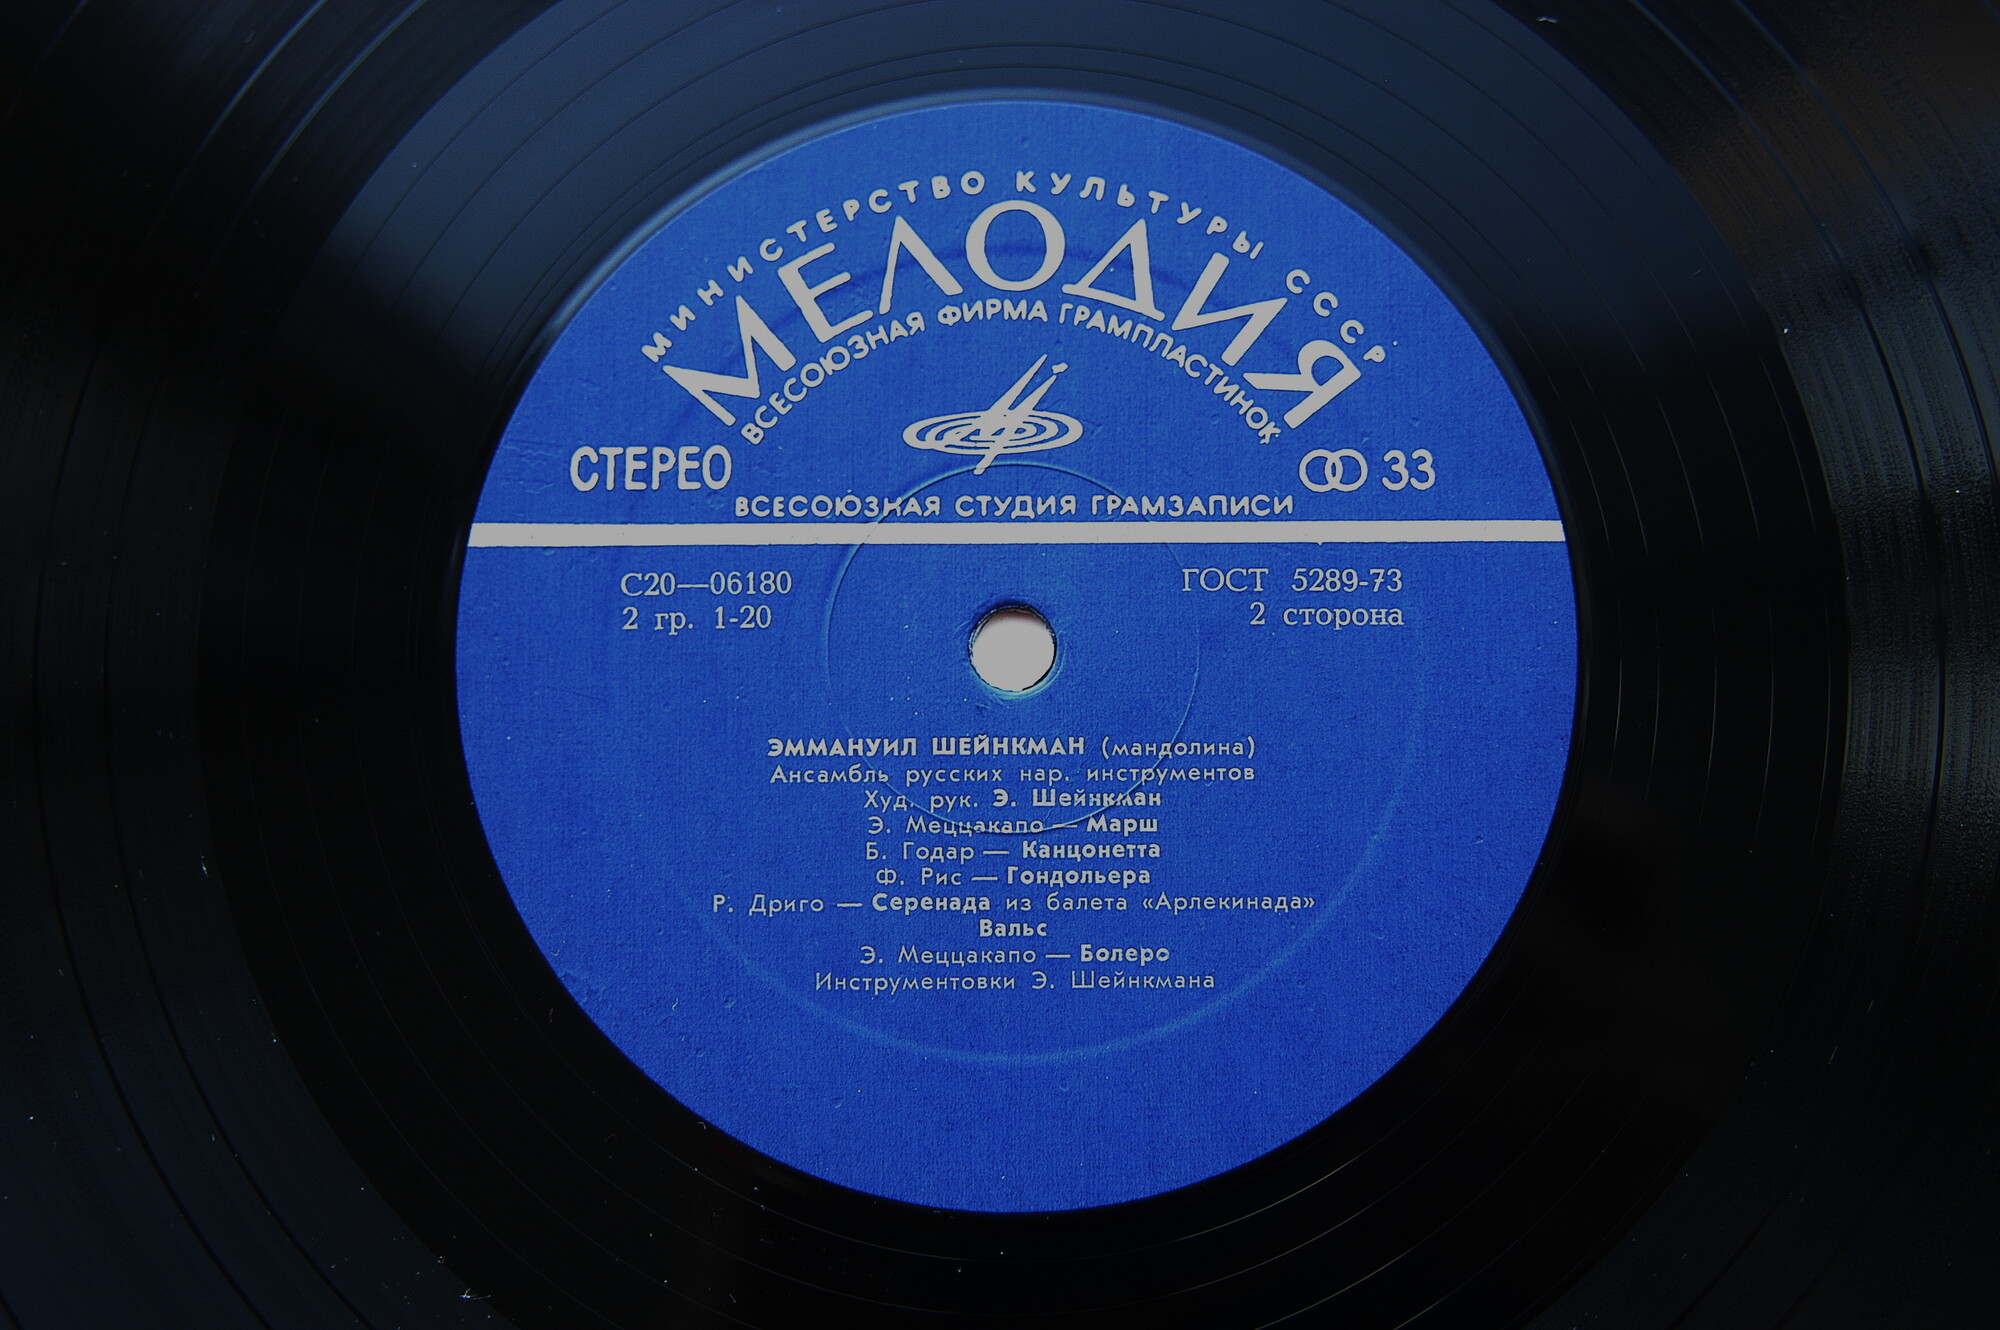 МИНИСТЕРСТВО КУЛЬТУРЫ СССР
МЕЛОДИЯ
ВСЕСОЮЗНАЯ ФИРМА ГРАМПЛАСТИНОК
СТЕРЕО
33
ВСЕСОЮЗНАЯ СТУДИЯ ГРАМЗАПИСИ
С20—06180
ГОСТ 5289-73
2 гр. 1-20
2 сторона
ЭММАНУИЛ ШЕЙНКМАН (мандолина)
Ансамбль русских нар. инструментов
Худ. рук. Э. Шейнкман
Э. Меццакапо — Марш
Б. Годар — Канцонетта
Ф. Рис — Гондольера
Р. Дриго — Серенада из балета «Арлекинада»
Вальс
Э. Меццакапо — Болеро
Инструментовки Э. Шейнкмана